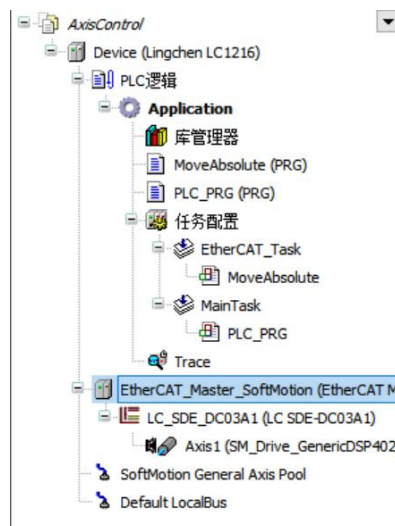 AxisControl
Device (Lingchen LC1216)
PLC逻辑
Application
库管理器
MoveAbsolute (PRG)
PLC_PRG (PRG)
任务配置
EtherCAT_Task
MoveAbsolute
MainTask
PLC_PRG
Trace
EtherCAT_Master_SoftMotion (EtherCAT M
LC_SDE_DC03A1 (LC SDE-DC03A1)
Axis1 (SM_Drive_GenericDSP402
SoftMotion General Axis Pool
Default LocalBus